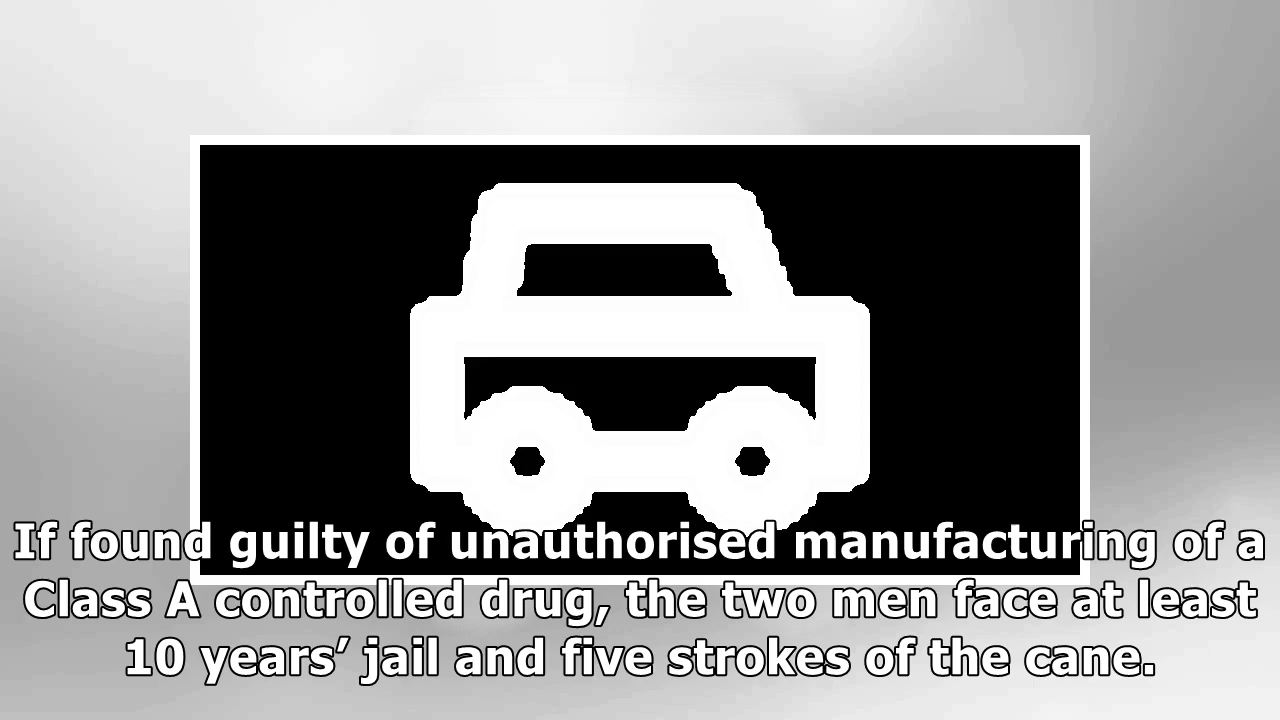 If found guilty of unauthorised manufacturing of a
Class A controlled drug, the two men face at least
10 years’ jail and five strokes of the cane.